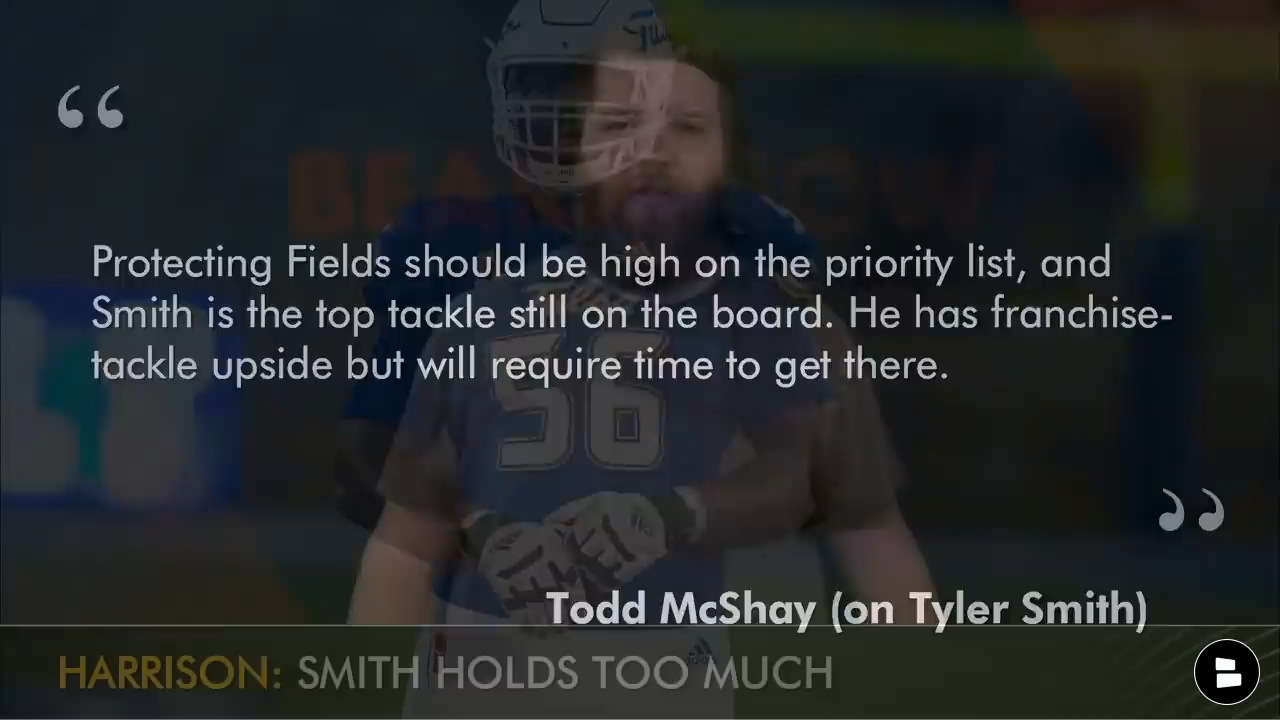 “
Protecting Fields should be high on the priority list, and
Smith is the top tackle still on the board. He has franchise-
tackle upside but will require time to get there.
”
Todd McShay (on Tyler Smith)
HARRISON: SMITH HOLDS TOO MUCH
56
adidas